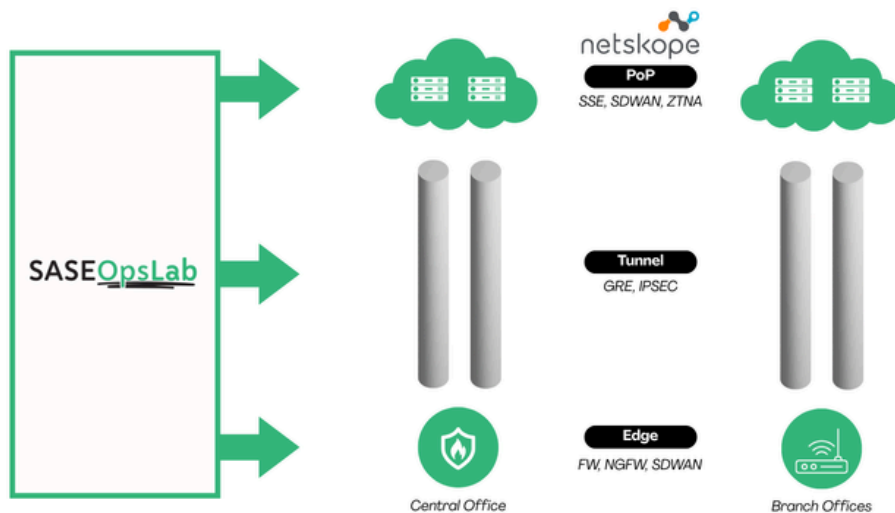 netskope
PoP
SSE, SDWAN, ZTNA
SASEOpsLab
Tunnel
GRE, IPSEC
Edge
FW, NGFW, SDWAN
Central Office
Branch Offices